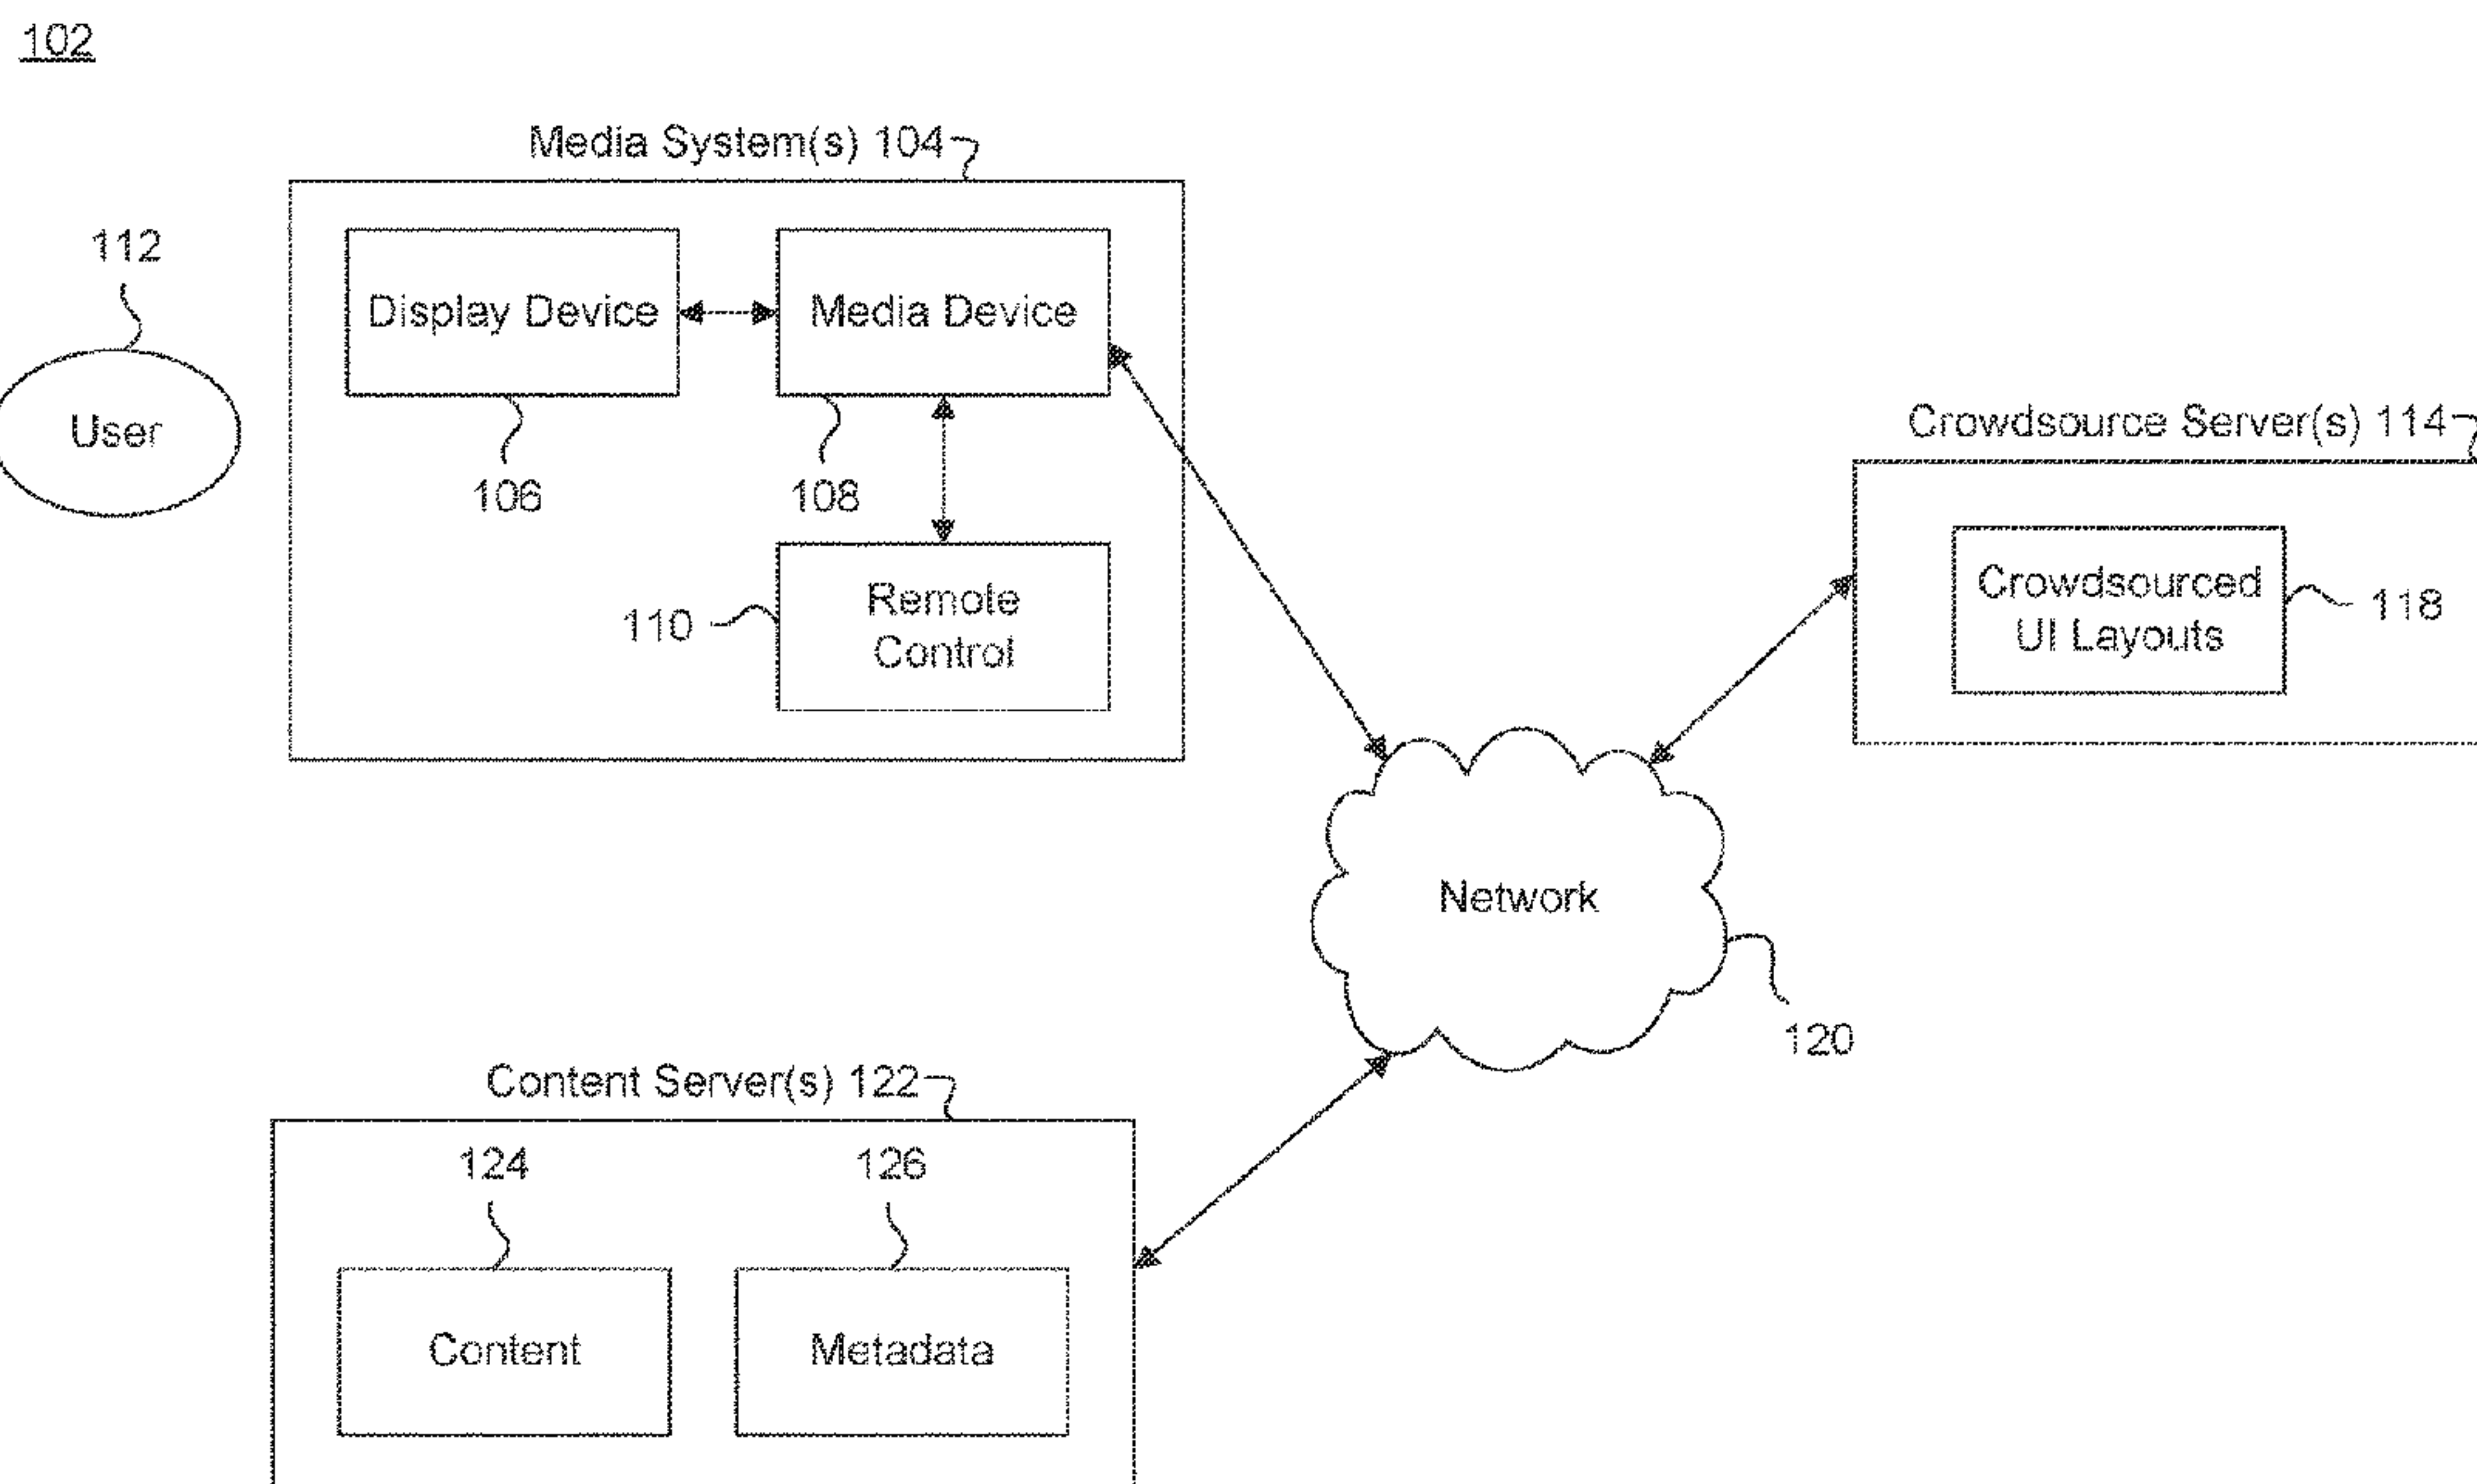 102
Media System(s) 104
112
Display Device
Media Device
User
106
108
Crowdsource Server(s) 114
110
Remote
Control
Crowdsourced
UI Layouts
118
Network
120
Content Server(s) 122
124
126
Content
Metadata